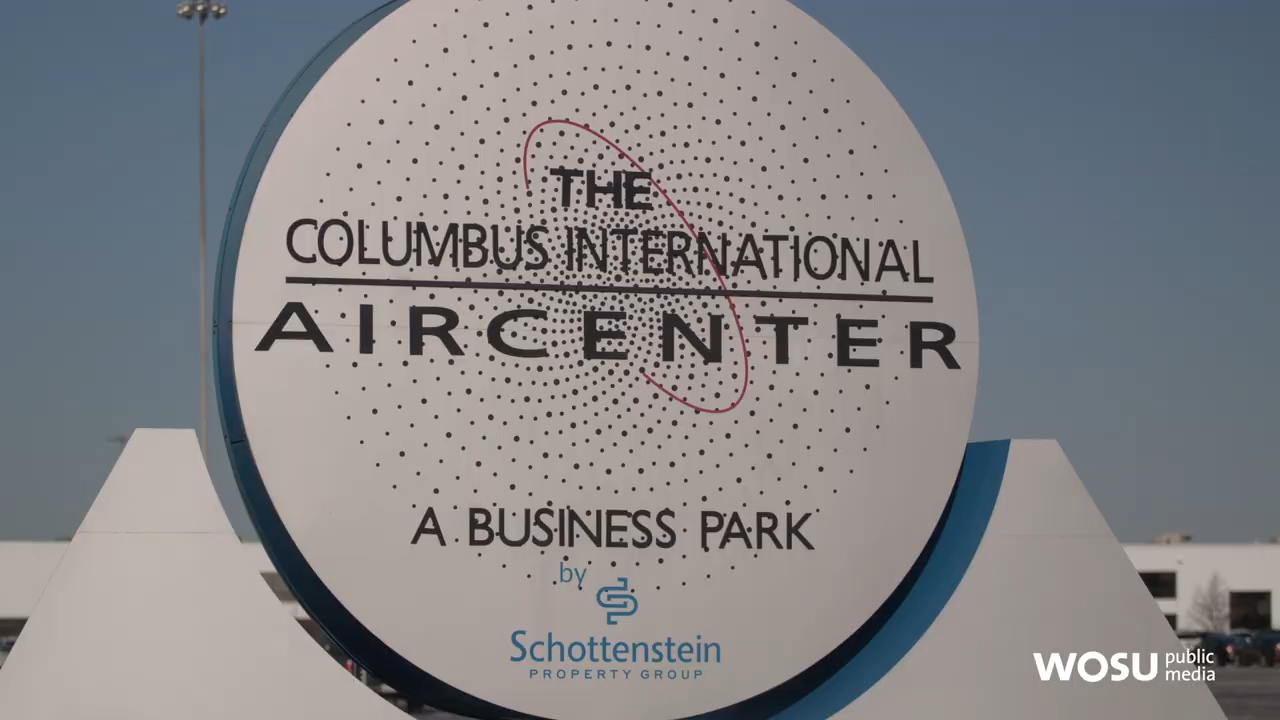 THE
COLUMBUS INTERNATIONAL
AIRCENTER
A BUSINESS PARK
by
Schottenstein
PROPERTY GROUP
WOSU public media